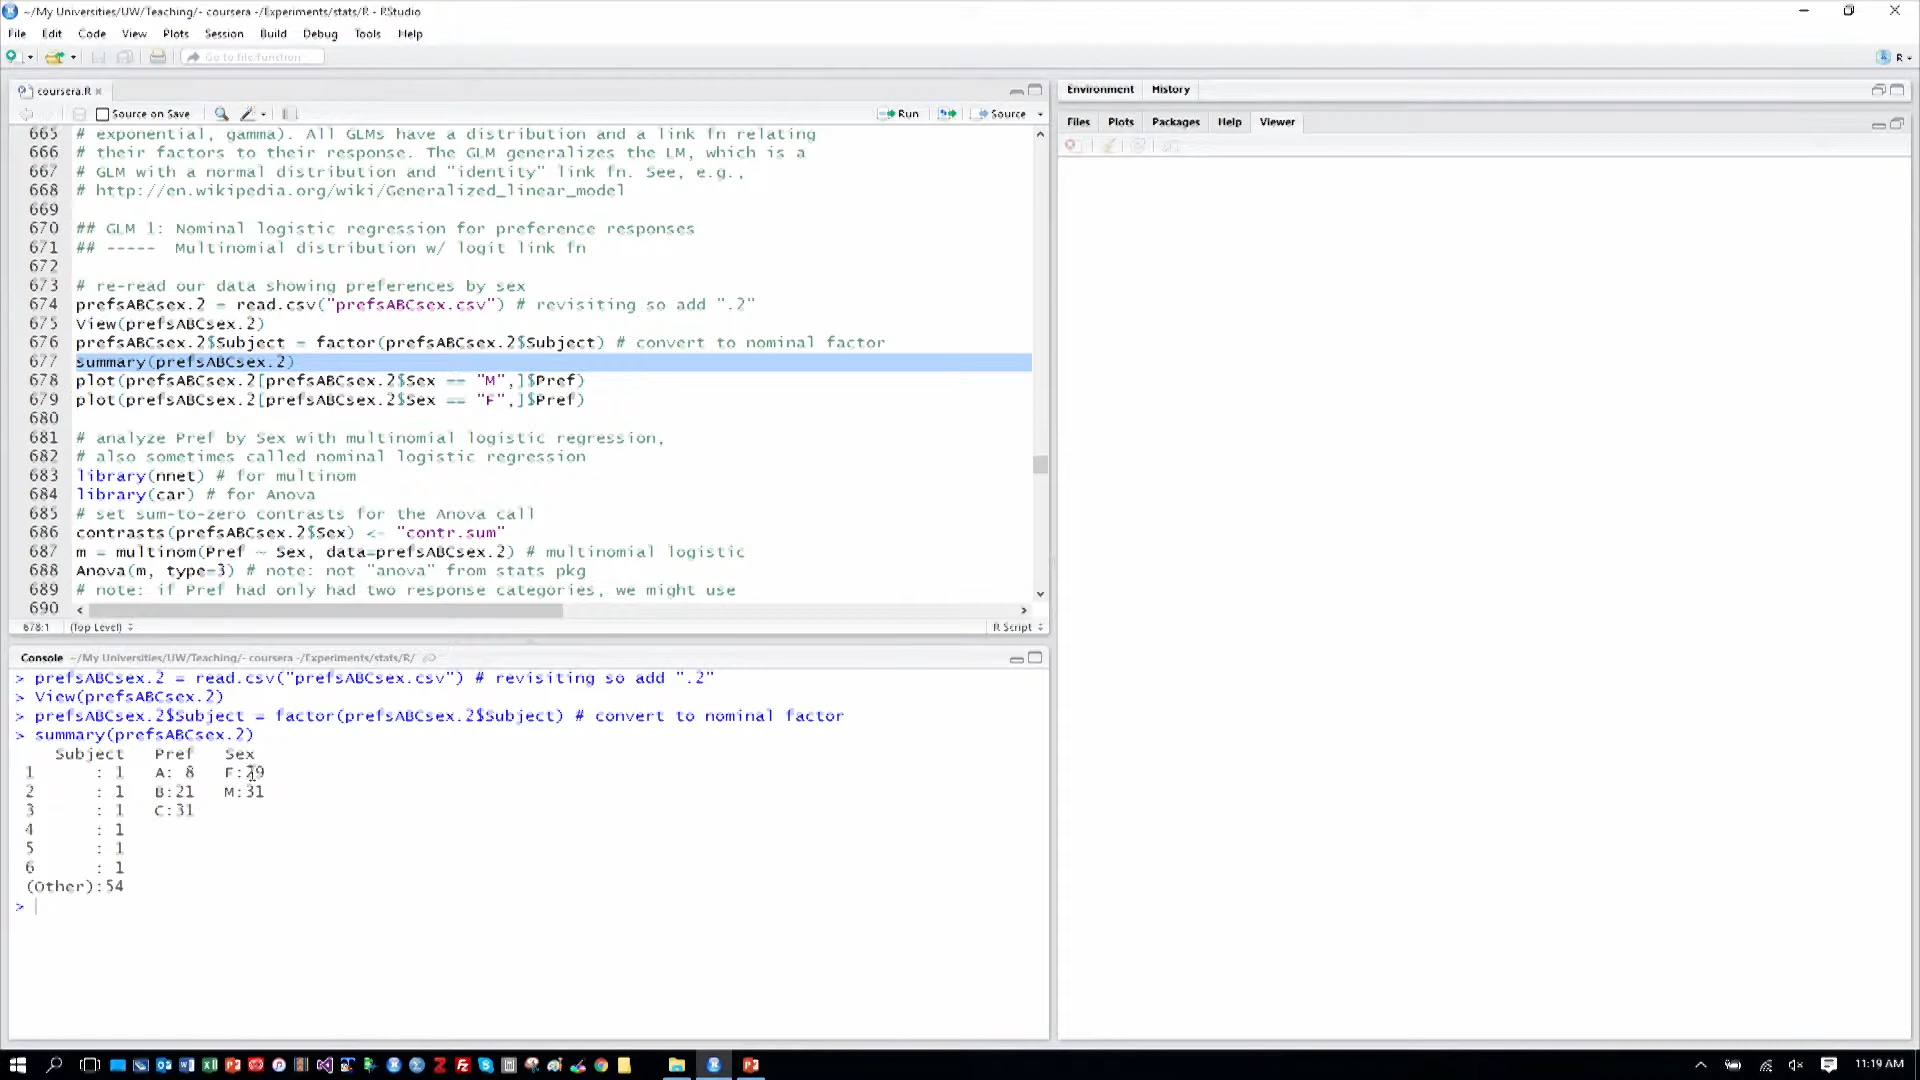 ~/My Universities/UW/Teaching/- coursera -/Experiments/stats/R - RStudio
File Edit Code View Plots Session Build Debug Tools Help
Go to file/function
R
coursera.R
Source on Save
Run
Source
665 # exponential, gamma). All GLMs have a distribution and a link fn relating
666 # their factors to their response. The GLM generalizes the LM, which is a
667 # GLM with a normal distribution and "identity" link fn. See, e.g.,
668 # http://en.wikipedia.org/wiki/Generalized_linear_model
669
670 ## GLM 1: Nominal logistic regression for preference responses
671 ## ----- Multinomial distribution w/ logit link fn
672
673 # re-read our data showing preferences by sex
674 prefsABCsex.2 = read.csv("prefsABCsex.csv") # revisiting so add ".2"
675 View(prefsABCsex.2)
676 prefsABCsex.2$Subject = factor(prefsABCsex.2$Subject) # convert to nominal factor
677 summary(prefsABCsex.2)
678 plot(prefsABCsex.2[prefsABCsex.2$Sex == "M",]$Pref)
679 plot(prefsABCsex.2[prefsABCsex.2$Sex == "F",]$Pref)
680
681 # analyze Pref by Sex with multinomial logistic regression,
682 # also sometimes called nominal logistic regression
683 library(nnet) # for multinom
684 library(car) # for Anova
685 # set sum-to-zero contrasts for the Anova call
686 contrasts(prefsABCsex.2$Sex) <- "contr.sum"
687 m = multinom(Pref ~ Sex, data=prefsABCsex.2) # multinomial logistic
688 Anova(m, type=3) # note: not "anova" from stats pkg
689 # note: if Pref had only had two response categories, we might use
690
678:1 (Top Level) R Script
Console ~/My Universities/UW/Teaching/- coursera -/Experiments/stats/R/
> prefsABCsex.2 = read.csv("prefsABCsex.csv") # revisiting so add ".2"
> View(prefsABCsex.2)
> prefsABCsex.2$Subject = factor(prefsABCsex.2$Subject) # convert to nominal factor
> summary(prefsABCsex.2)
Subject Pref Sex
1 : 1 A: 8 F:29
2 : 1 B:21 M:31
3 : 1 C:31
4 : 1
5 : 1
6 : 1
(Other):54
>
Environment History
Files Plots Packages Help Viewer
11:19 AM